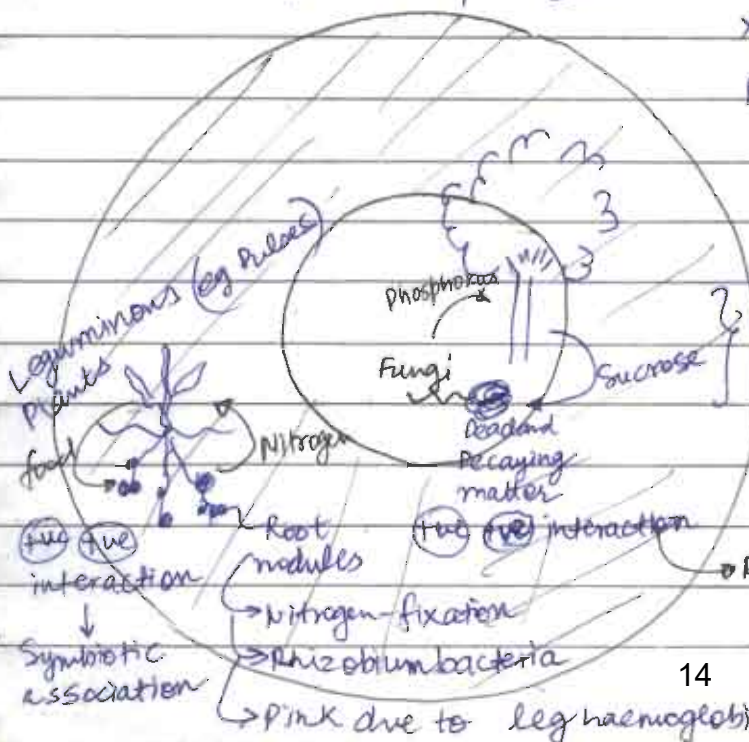 Leguminous (eg Pulses)
Plants
food
Nitrogen
+ve +ve
interaction
↓
Symbiotic
association
Root
nodules
→ Nitrogen-fixation
→ Rhizobium bacteria
→ Pink due to leg haemoglobi
Phosphorus
Fungi
Sucrose
Dead and
Decaying
matter
+ve +ve interaction
14